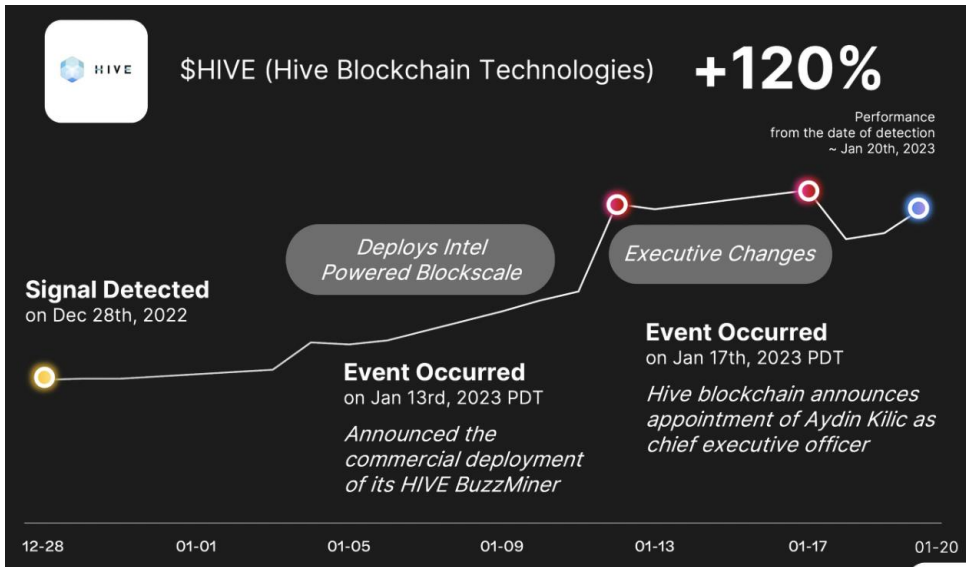 HIVE
$HIVE (Hive Blockchain Technologies)
+120%
Performance
from the date of detection
~ Jan 20th, 2023
Deploys Intel
Powered Blockscale
Executive Changes
Signal Detected
on Dec 28th, 2022
Event Occurred
on Jan 13rd, 2023 PDT
Announced the
commercial deployment
of its HIVE BuzzMiner
Event Occurred
on Jan 17th, 2023 PDT
Hive blockchain announces
appointment of Aydin Kilic as
chief executive officer
12-28
01-01
01-05
01-09
01-13
01-17
01-20